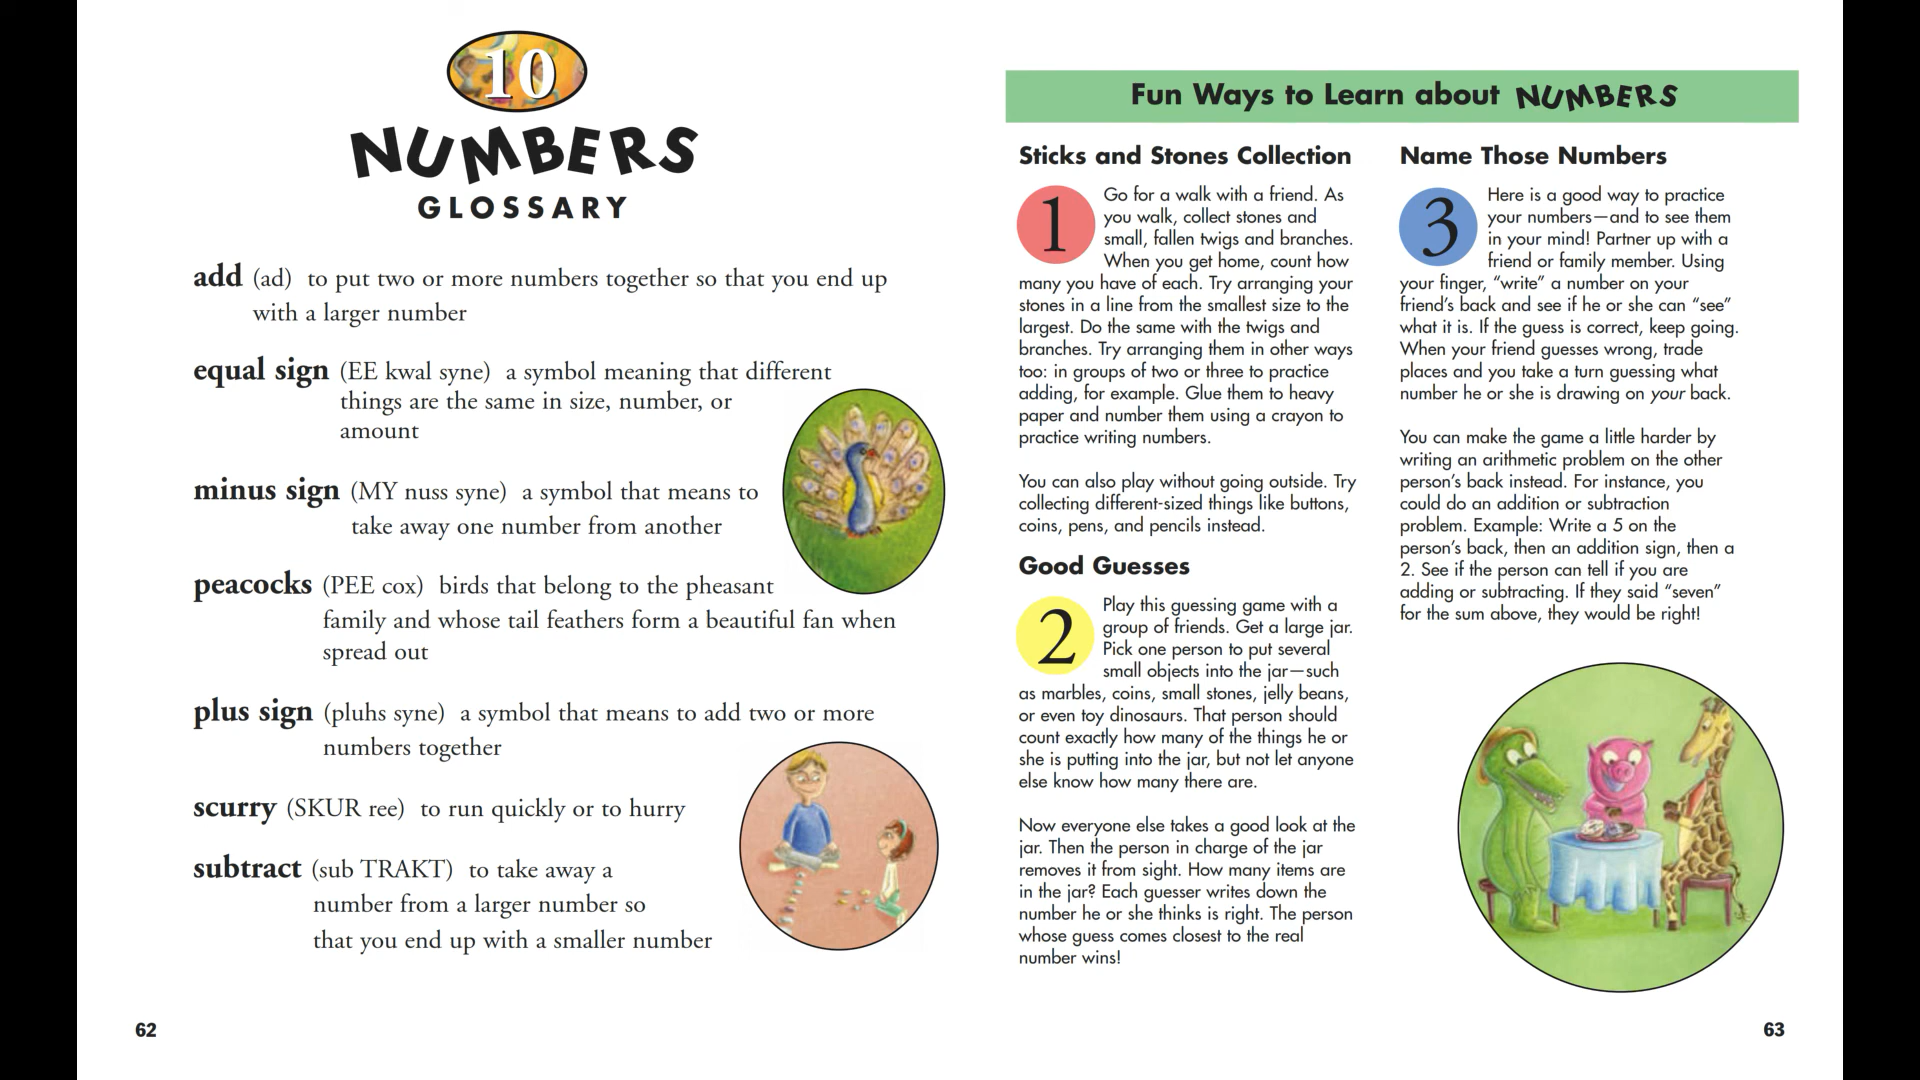 10
NUMBERS
GLOSSARY
add (ad) to put two or more numbers together so that you end up
with a larger number
equal sign (EE kwal syne) a symbol meaning that different
things are the same in size, number, or
amount
minus sign (MY nuss syne) a symbol that means to
take away one number from another
peacocks (PEE cox) birds that belong to the pheasant
family and whose tail feathers form a beautiful fan when
spread out
plus sign (pluhs syne) a symbol that means to add two or more
numbers together
scurry (SKUR ree) to run quickly or to hurry
subtract (sub TRAKT) to take away a
number from a larger number so
that you end up with a smaller number
62
Fun Ways to Learn about NUMBERS
Sticks and Stones Collection
1
Go for a walk with a friend. As
you walk, collect stones and
small, fallen twigs and branches.
When you get home, count how
many you have of each. Try arranging your
stones in a line from the smallest size to the
largest. Do the same with the twigs and
branches. Try arranging them in other ways
too: in groups of two or three to practice
adding, for example. Glue them to heavy
paper and number them using a crayon to
practice writing numbers.
You can also play without going outside. Try
collecting different-sized things like buttons,
coins, pens, and pencils instead.
Good Guesses
2
Play this guessing game with a
group of friends. Get a large jar.
Pick one person to put several
small objects into the jar—such
as marbles, coins, small stones, jelly beans,
or even toy dinosaurs. That person should
count exactly how many of the things he or
she is putting into the jar, but not let anyone
else know how many there are.
Now everyone else takes a good look at the
jar. Then the person in charge of the jar
removes it from sight. How many items are
in the jar? Each guesser writes down the
number he or she thinks is right. The person
whose guess comes closest to the real
number wins!
Name Those Numbers
3
Here is a good way to practice
your numbers—and to see them
in your mind! Partner up with a
friend or family member. Using
your finger, “write” a number on your
friend’s back and see if he or she can “see”
what it is. If the guess is correct, keep going.
When your friend guesses wrong, trade
places and you take a turn guessing what
number he or she is drawing on your back.
You can make the game a little harder by
writing an arithmetic problem on the other
person’s back instead. For instance, you
could do an addition or subtraction
problem. Example: Write a 5 on the
person’s back, then an addition sign, then a
2. See if the person can tell if you are
adding or subtracting. If they said “seven”
for the sum above, they would be right!
63